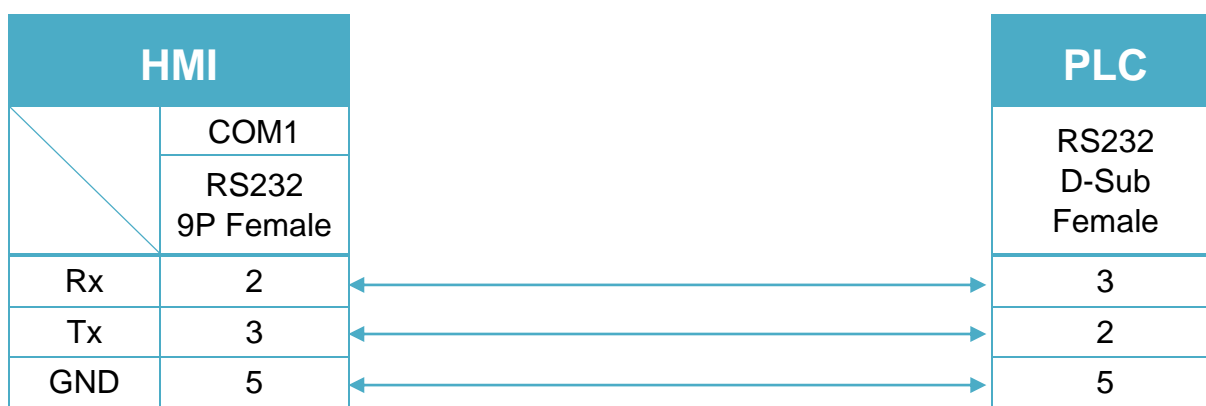 HMI
PLC
COM1
RS232
9P Female
RS232
D-Sub
Female
Rx 2 3
Tx 3 2
GND 5 5